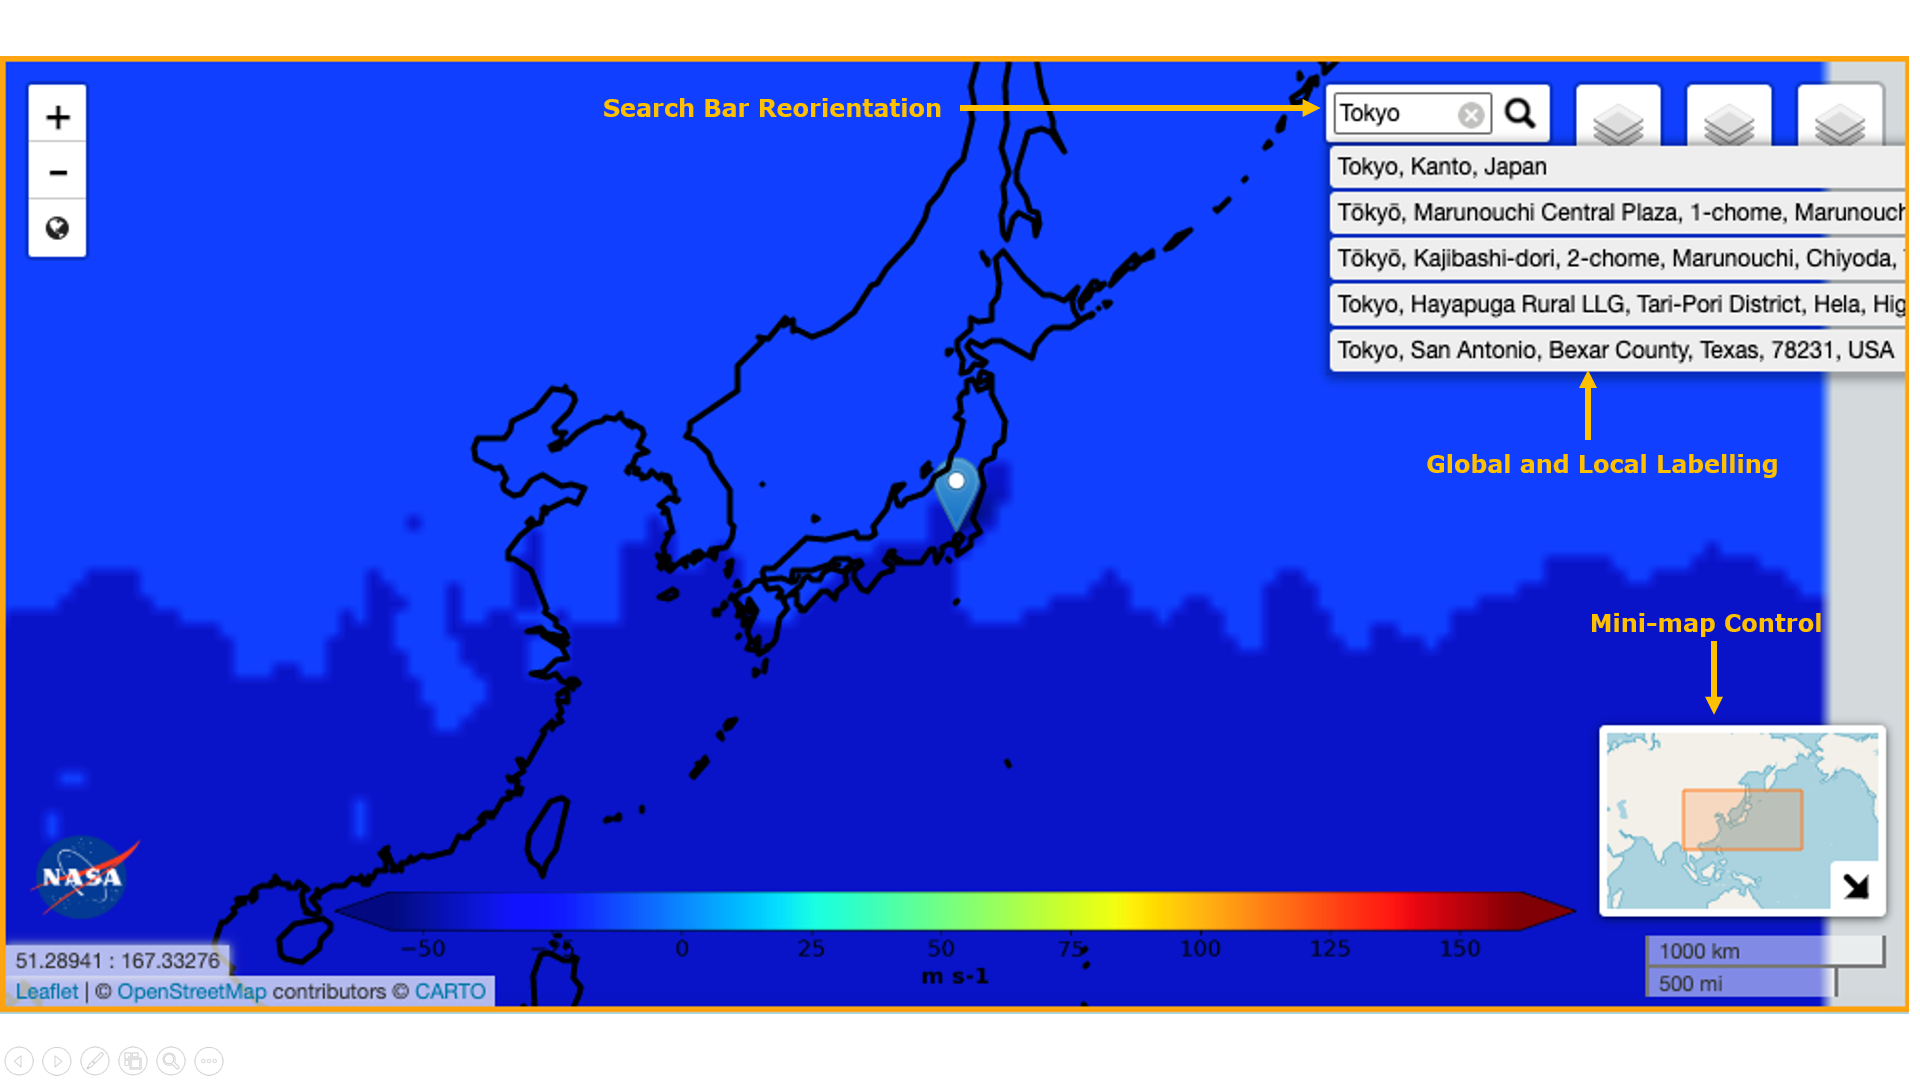 Search Bar Reorientation
Tokyo
Tokyo, Kanto, Japan
Tōkyō, Marunouchi Central Plaza, 1-chome, Marunouch
Tōkyō, Kajibashi-dori, 2-chome, Marunouchi, Chiyoda,
Tokyo, Hayapuga Rural LLG, Tari-Pori District, Hela, Hig
Tokyo, San Antonio, Bexar County, Texas, 78231, USA
Global and Local Labelling
Mini-map Control
NASA
−50 −25 0 25 50 75 100 125 150
m s-1
51.28941 : 167.33276
Leaflet | © OpenStreetMap contributors © CARTO
1000 km
500 mi